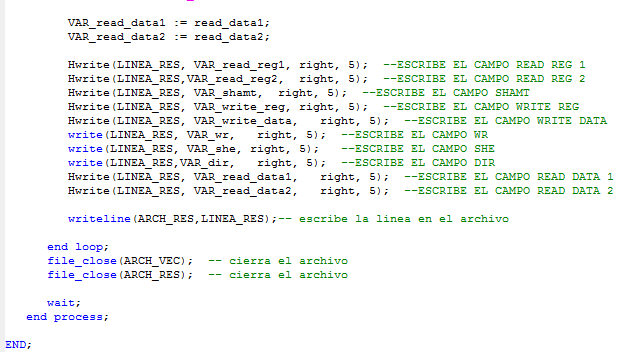 VAR_read_data1 := read_data1;
VAR_read_data2 := read_data2;
Hwrite(LINEA_RES, VAR_read_reg1, right, 5);  --ESCRIBE EL CAMPO READ REG 1
Hwrite(LINEA_RES,VAR_read_reg2,  right, 5);  --ESCRIBE EL CAMPO READ REG 2
Hwrite(LINEA_RES, VAR_shamt,  right, 5);  --ESCRIBE EL CAMPO SHAMT
Hwrite(LINEA_RES, VAR_write_reg, right, 5);  --ESCRIBE EL CAMPO WRITE REG
Hwrite(LINEA_RES, VAR_write_data,   right, 5);  --ESCRIBE EL CAMPO WRITE DATA
write(LINEA_RES, VAR_wr,   right, 5);  --ESCRIBE EL CAMPO WR
write(LINEA_RES, VAR_she, right, 5);  --ESCRIBE EL CAMPO SHE
write(LINEA_RES,VAR_dir,   right, 5);  --ESCRIBE EL CAMPO DIR
Hwrite(LINEA_RES, VAR_read_data1,   right, 5);  --ESCRIBE EL CAMPO READ DATA 1
Hwrite(LINEA_RES, VAR_read_data2,   right, 5);  --ESCRIBE EL CAMPO READ DATA 2
writeline(ARCH_RES,LINEA_RES);-- escribe la linea en el archivo
end loop;
file_close(ARCH_VEC);  -- cierra el archivo
file_close(ARCH_RES);  -- cierra el archivo
wait;
end process;
END;